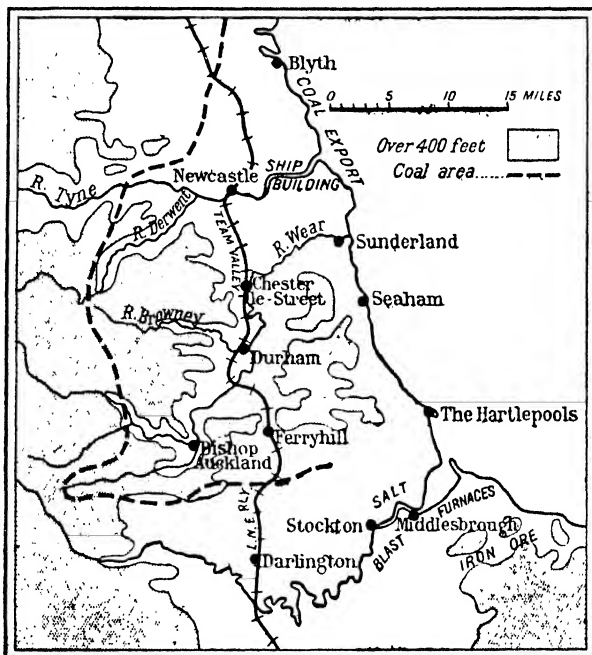 Blyth
COAL EXPORT
0 5 10 15 MILES
Over 400 feet
Coal area
R. Tyne
Newcastle
SHIP
BUILDING
R. Derwent
TEAM VALLEY
R. Wear
Sunderland
Chester
le-Street
Seaham
R. Browney
Durham
The Hartlepools
Ferryhill
Bishop
Auckland
L.N.E. RLY
SALT
Stockton
Middlesbrough
BLAST FURNACES
IRON ORE
Darlington